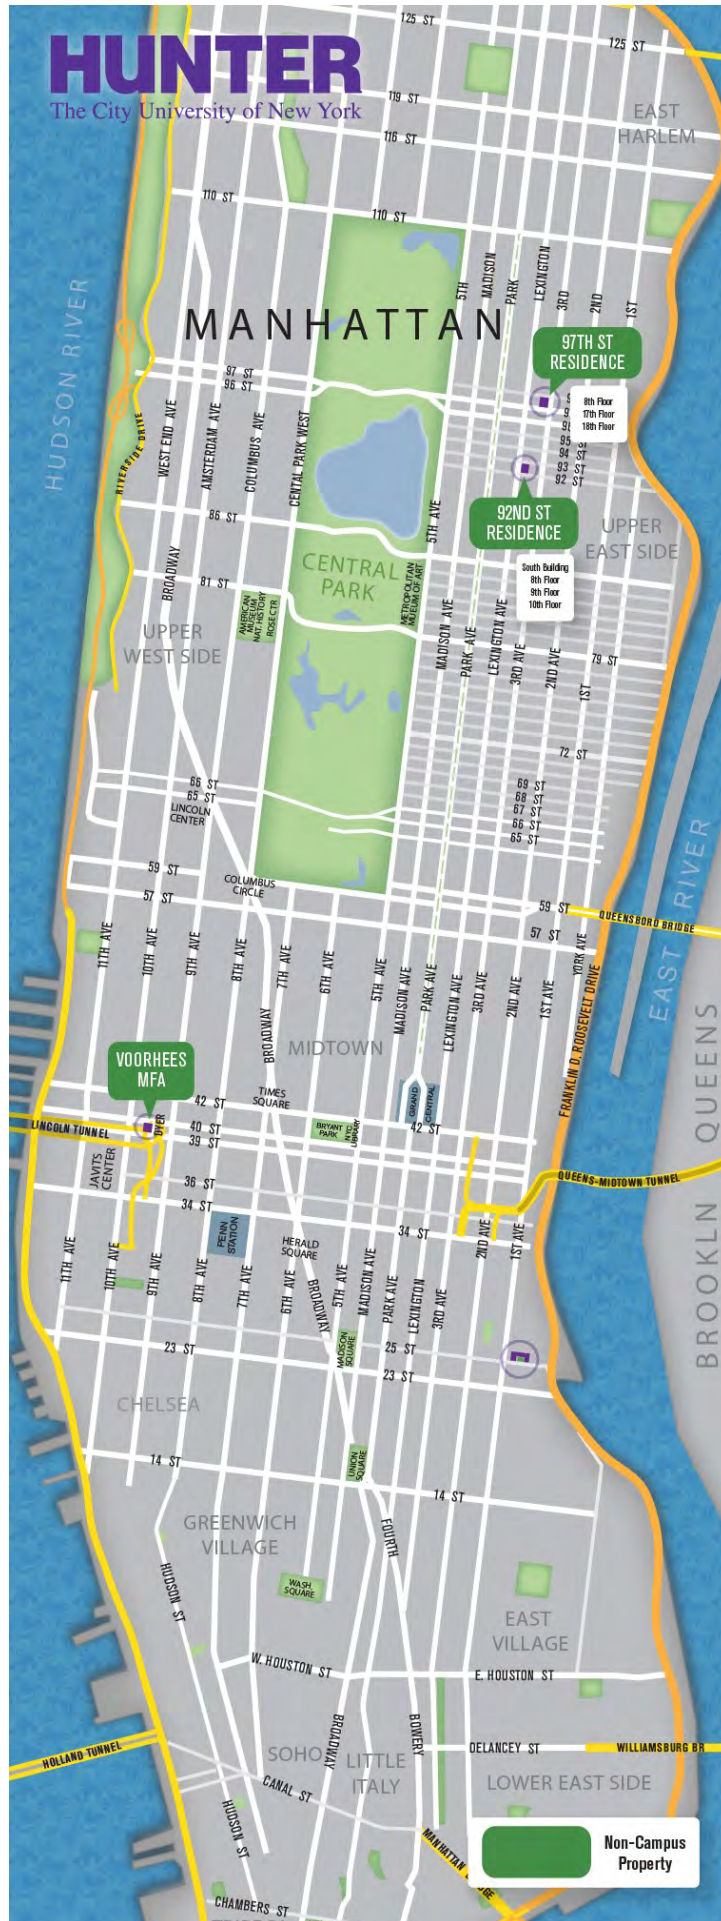 HUNTER
The City University of New York
125 ST
125 ST
119 ST
116 ST
EAST
HARLEM
110 ST
110 ST
5TH
MADISON
PARK
LEXINGTON
3RD
2ND
1ST
MANHATTAN
HUDSON RIVER
97TH ST
RESIDENCE
8th Floor
17th Floor
18th Floor
97 ST
96 ST
95
94 ST
93 ST
92 ST
RIVERSIDE DRIVE
WEST END AVE
AMSTERDAM AVE
COLUMBUS AVE
CENTAL PARK WEST
5TH AVE
92ND ST
RESIDENCE
South Building
8th Floor
9th Floor
10th Floor
UPPER
EAST SIDE
86 ST
CENTRAL
PARK
METROPOLITAN
MUEUM OF ART
BROADWAY
81 ST
AMERICAN
MUSEUM
NAT. HISTORY
ROSE CTR
UPPER
WEST SIDE
MADISON AVE
PARK AVE
LEXINGTON AVE
3RD AVE
2ND AVE
1ST
79 ST
72 ST
69 ST
68 ST
67 ST
66 ST
65 ST
66 ST
65 ST
LINCOLN
CENTER
59 ST
57 ST
COLUMBUS
CIRCLE
59 ST
57 ST
QUEENSBORO BRIDGE
EAST RIVER
11TH AVE
10TH AVE
9TH AVE
8TH AVE
7TH AVE
6TH AVE
5TH AVE
MADISON AVE
PARK AVE
LEXINGTON AVE
3RD AVE
2ND AVE
1ST AVE
YORK AVE
FRANKLIN D. ROOSEVELT DRIVE
BROADWAY
MIDTOWN
VOORHEES
MFA
42 ST
TIMES
SQUARE
GRAND
CENTRAL
40 ST
39 ST
DYER
BRYANT
PARK
NYC
LIBRARY
42 ST
LINCOLN TUNNEL
JAVITS
CENTER
36 ST
34 ST
PENN
STATION
HERALD
SQUARE
34 ST
QUEENS-MIDTOWN TUNNEL
BROOKLN QUEENS
2ND AVE
1ST AVE
11TH AVE
10TH AVE
9TH AVE
8TH AVE
7TH AVE
6TH AVE
BROADWAY
5TH AVE
MADISON AVE
PARK AVE
LEXINGTON
3RD AVE
23 ST
MADISON
SQUARE
25 ST
23 ST
CHELSEA
14 ST
UNION
SQUARE
14 ST
GREENWICH
VILLAGE
FOURTH
HUDSON ST
WASH
SQUARE
EAST
VILLAGE
W. HOUSTON ST
E. HOUSTON ST
BROADWAY
BOWERY
HOLLAND TUNNEL
SOHO
LITTLE
ITALY
DELANCEY ST
WILLIAMSBURG BR
LOWER EAST SIDE
CANAL ST
HUDSON ST
MANHATTAN
CHAMBERS ST
Non-Campus
Property